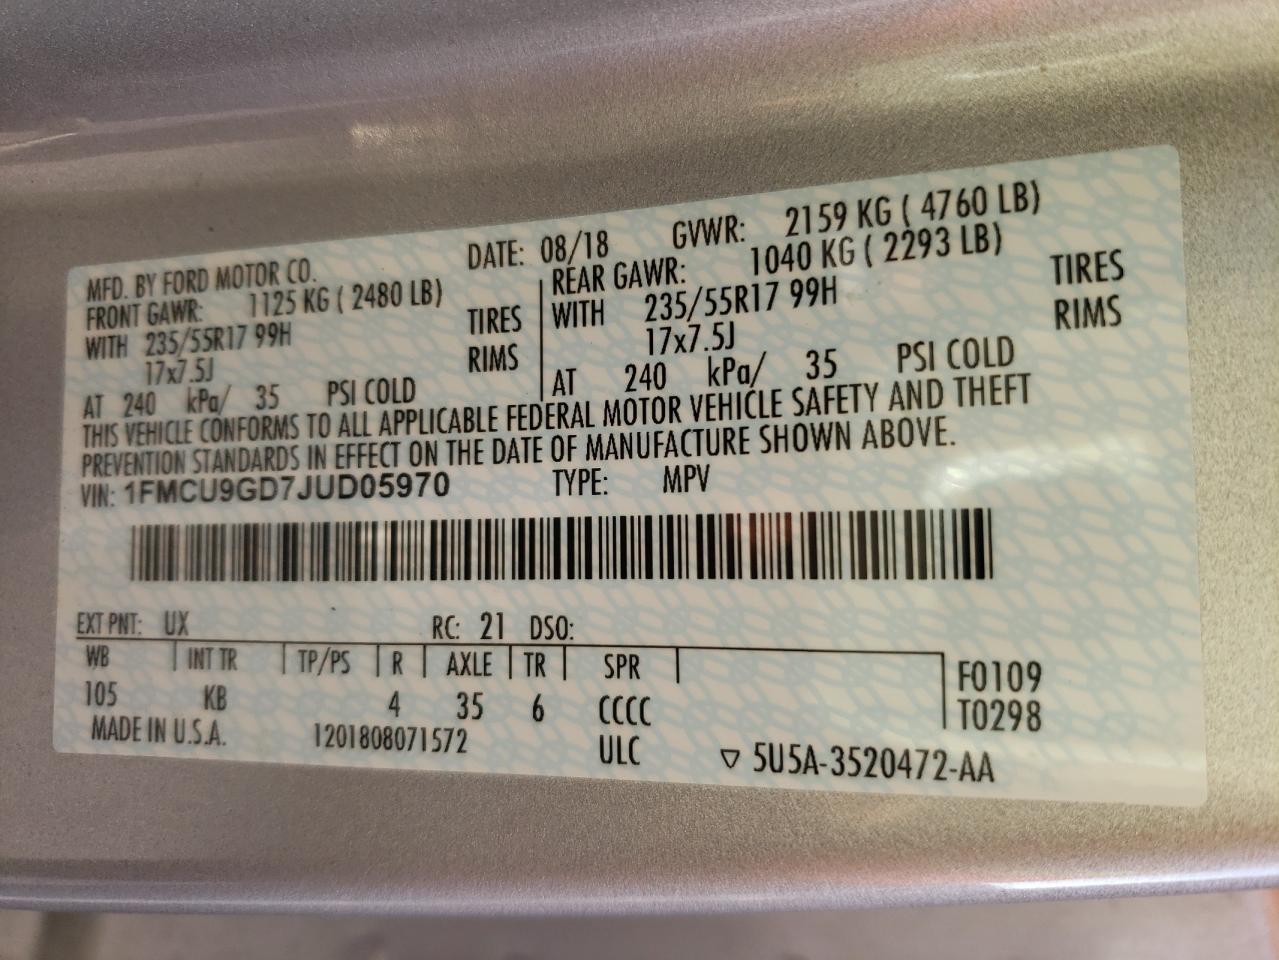 MFD. BY FORD MOTOR CO. DATE: 08/18 GVWR: 2159 KG ( 4760 LB)
FRONT GAWR: 1125 KG ( 2480 LB) REAR GAWR: 1040 KG ( 2293 LB)
WITH 235/55R17 99H TIRES WITH 235/55R17 99H TIRES
17x7.5J RIMS 17x7.5J RIMS
AT 240 kPa/ 35 PSI COLD AT 240 kPa/ 35 PSI COLD
THIS VEHICLE CONFORMS TO ALL APPLICABLE FEDERAL MOTOR VEHICLE SAFETY AND THEFT
PREVENTION STANDARDS IN EFFECT ON THE DATE OF MANUFACTURE SHOWN ABOVE.
VIN: 1FMCU9GD7JUD05970 TYPE: MPV
EXT PNT: UX RC: 21 DSO:
WB INT TR TP/PS R AXLE TR SPR F0109
105 KB 4 35 6 CCCC T0298
MADE IN U.S.A. 1201808071572 ULC ▽ 5U5A-3520472-AA